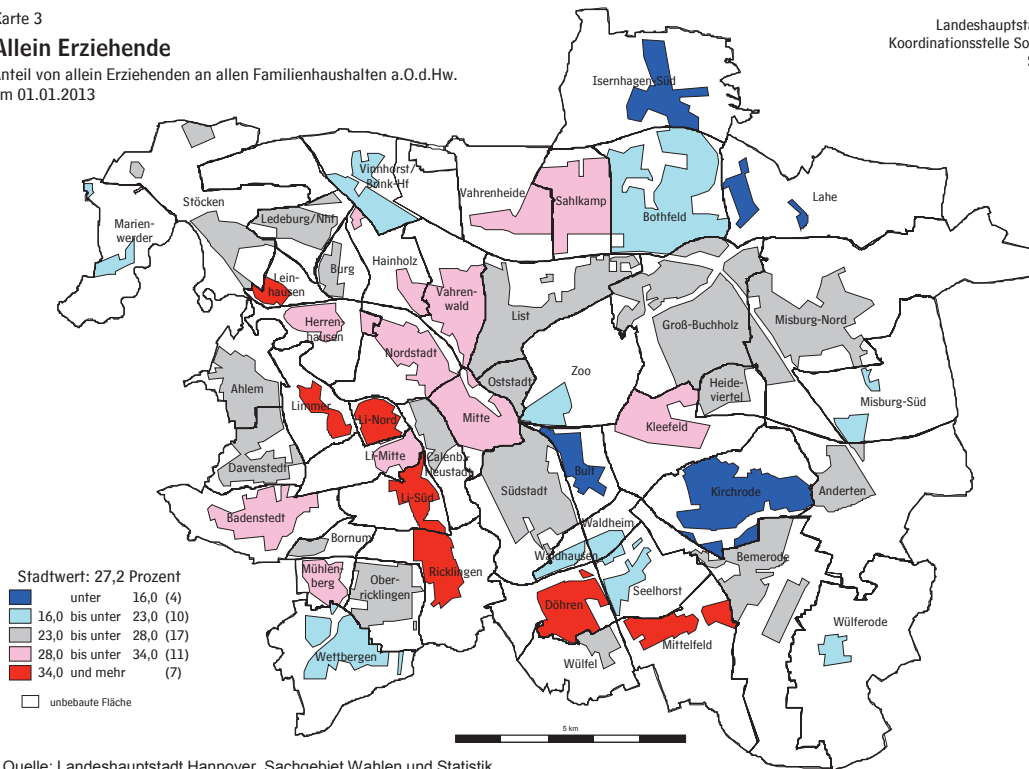 Karte 3
Allein Erziehende
Anteil von allein Erziehenden an allen Familienhaushalten a.O.d.Hw.
am 01.01.2013
Landeshauptsta
Koordinationsstelle So
S
Isernhagen-Süd
Vinnhorst/
Brink-Hf
Vahrenheide
Sahlkamp
Bothfeld
Lahe
Stöcken
Marien-
werder
Ledeburg/Nhf
Burg
Hainholz
Lein-
hausen
Vahren-
wald
List
Groß-Buchholz
Misburg-Nord
Herren-
hausen
Nordstadt
Oststadt
Zoo
Heide-
viertel
Misburg-Süd
Ahlem
Limmer
Li-Nord
Mitte
Kleefeld
Li-Mitte
Calenbg.
Neustadt
Davenstedt
Bult
Li-Süd
Südstadt
Kirchrode
Anderten
Badenstedt
Bornum
Waldheim
Waldhausen
Bemerode
Mühlen-
berg
Ober-
ricklingen
Ricklingen
Seelhorst
Döhren
Mittelfeld
Wülferode
Wettbergen
Wülfel
Stadtwert: 27,2 Prozent
unter 16,0 (4)
16,0 bis unter 23,0 (10)
23,0 bis unter 28,0 (17)
28,0 bis unter 34,0 (11)
34,0 und mehr (7)
unbebaute Fläche
5 km
Quelle: Landeshauptstadt Hannover, Sachgebiet Wahlen und Statistik